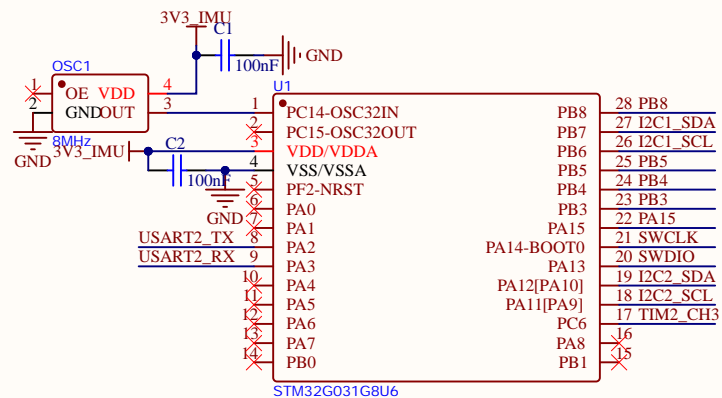 3V3_IMU
C1
GND
100nF
OSC1
U1
1 OE VDD 4
2 GND OUT 3
8MHz
GND
3V3_IMU
C2
100nF
GND
1 PC14-OSC32IN PB8 28 PB8
2 PC15-OSC32OUT PB7 27 I2C1_SDA
3 VDD/VDDA PB6 26 I2C1_SCL
4 VSS/VSSA PB5 25 PB5
5 PF2-NRST PB4 24 PB4
6 PA0 PB3 23 PB3
7 PA1 PA15 22 PA15
USART2_TX 8 PA2 PA14-BOOT0 21 SWCLK
USART2_RX 9 PA3 PA13 20 SWDIO
10 PA4 PA12[PA10] 19 I2C2_SDA
11 PA5 PA11[PA9] 18 I2C2_SCL
12 PA6 PC6 17 TIM2_CH3
13 PA7 PA8 16
14 PB0 PB1 15
STM32G031G8U6